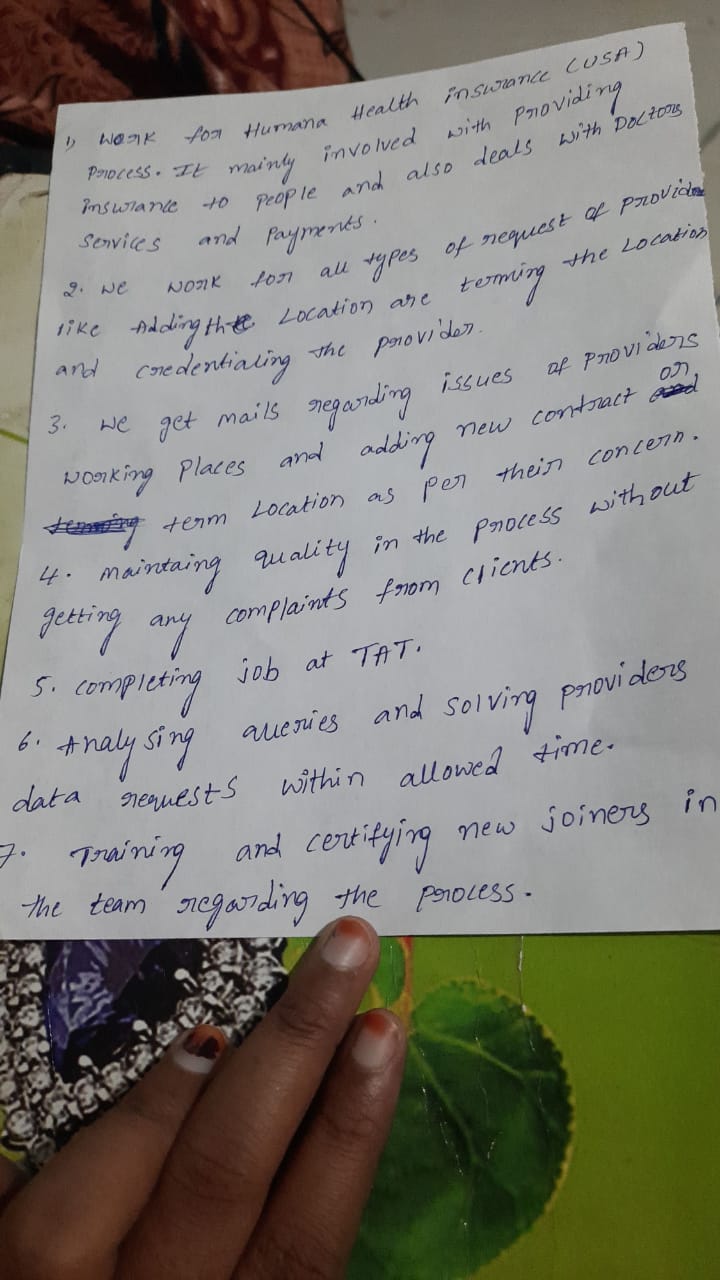 1) Work for Humana Health insurance (USA)
Process. It mainly involved with Providing
insurance to people and also deals with Doctors
Services and Payments.
2. We work for all types of request of provider
like Adding the Location are terming the Location
and credentialing the provider.
3. We get mails regarding issues of Providers
working places and adding new contract or
term Location as per their concern.
4. maintaing quality in the process without
getting any complaints from clients.
5. completing job at TAT.
6. Analysing queries and solving providers
data requests within allowed time.
7. Training and certifying new joiners in
the team regarding the process.